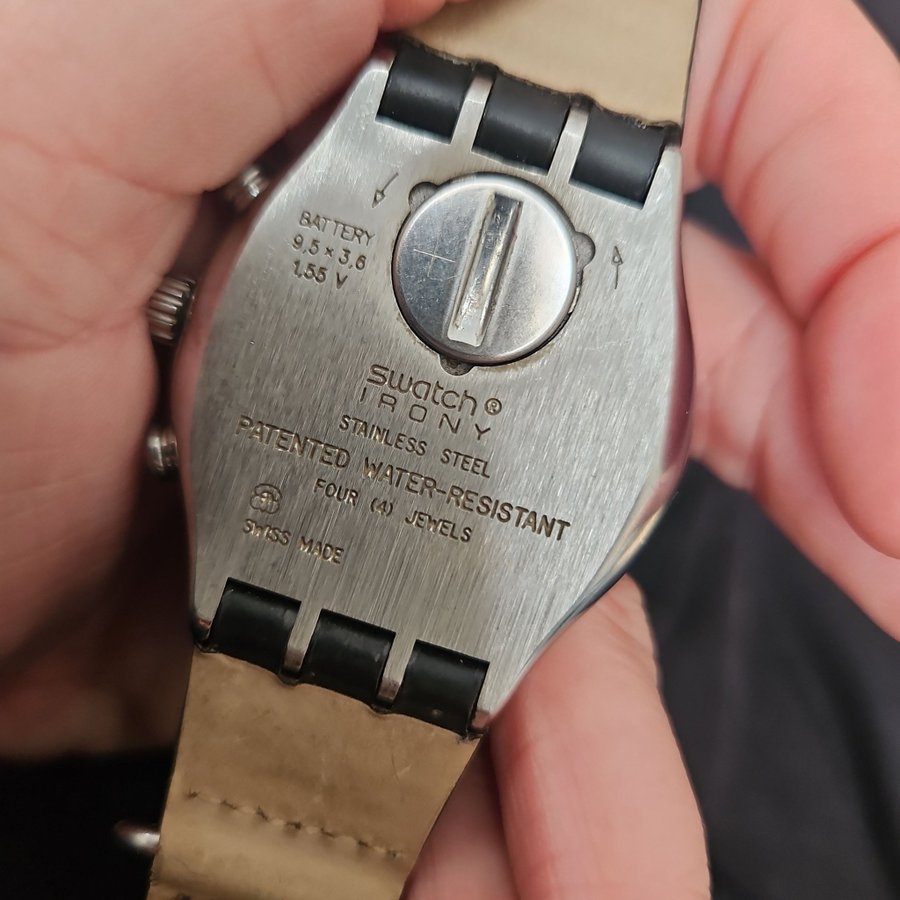 BATTERY
9,5 × 3,6
1,55 V
swatch®
IRONY
STAINLESS STEEL
PATENTED WATER-RESISTANT
FOUR (4) JEWELS
SWISS MADE